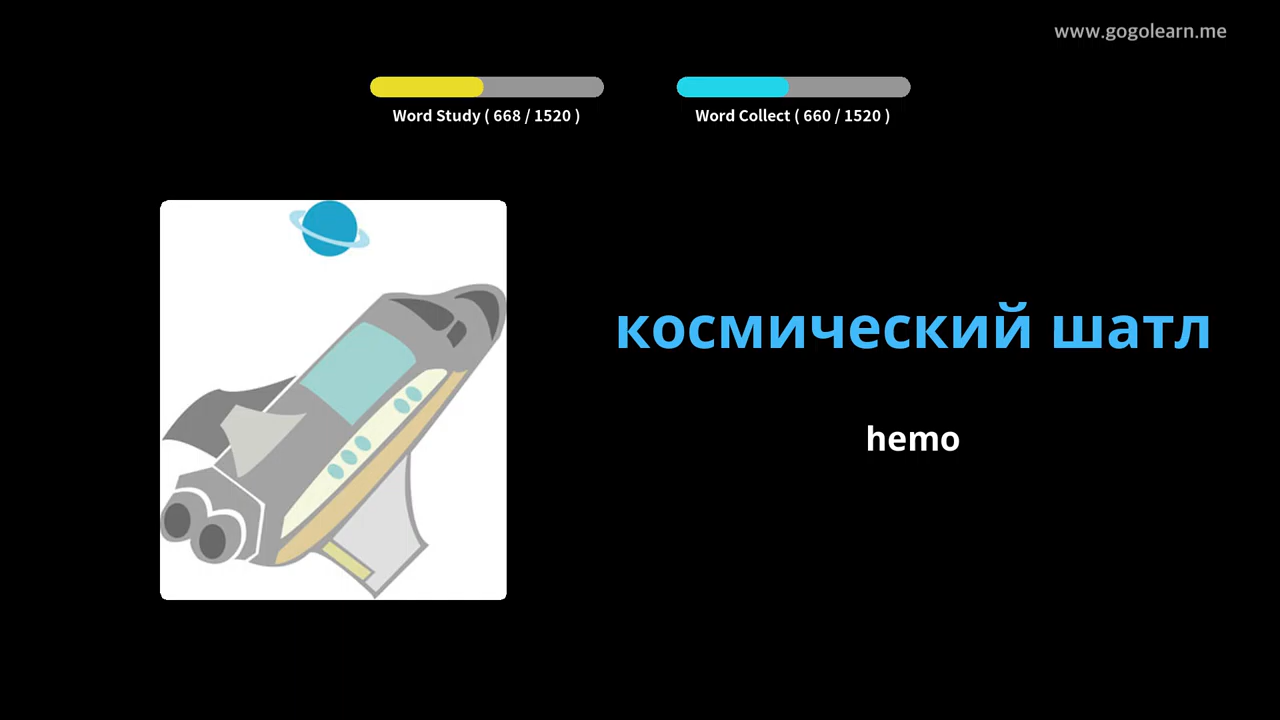 www.gogolearn.me
Word Study ( 668 / 1520 )
Word Collect ( 660 / 1520 )
космический шатл
hemo